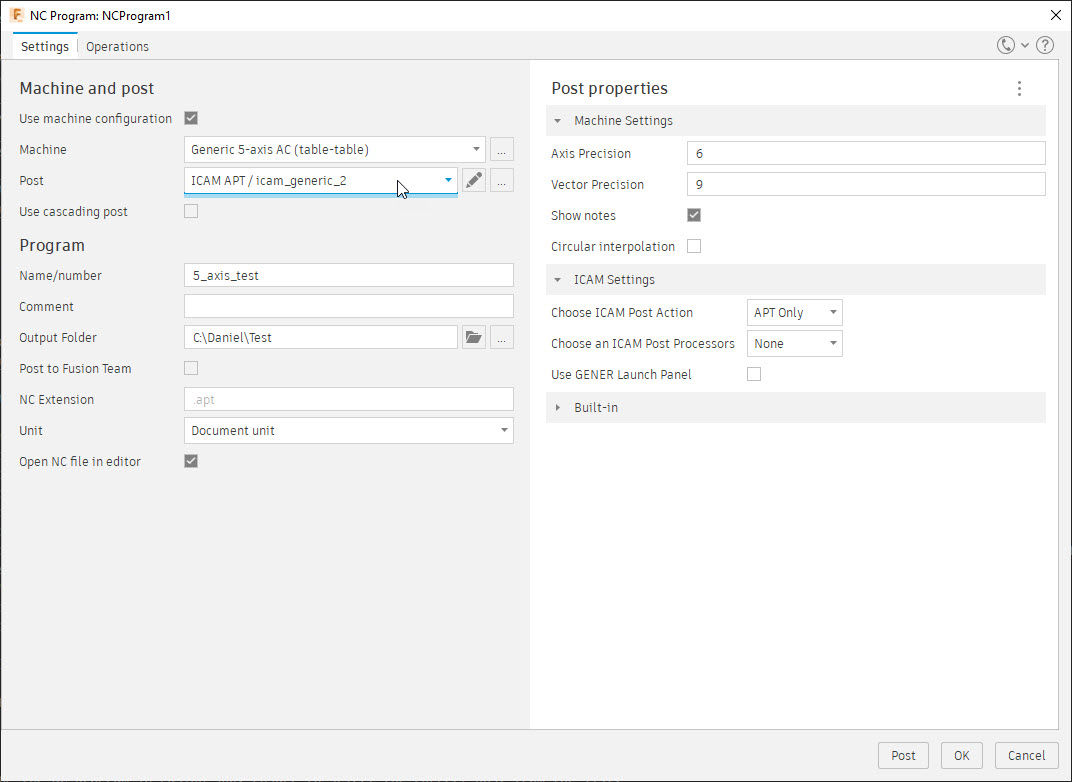 NC Program: NCProgram1
Settings
Operations
Machine and post
Use machine configuration
Machine
Generic 5-axis AC (table-table)
...
Post
ICAM APT / icam_generic_2
...
Use cascading post
Program
Name/number
5_axis_test
Comment
Output Folder
C:\Daniel\Test
...
Post to Fusion Team
NC Extension
.apt
Unit
Document unit
Open NC file in editor
Post properties
Machine Settings
Axis Precision
6
Vector Precision
9
Show notes
Circular interpolation
ICAM Settings
Choose ICAM Post Action
APT Only
Choose an ICAM Post Processors
None
Use GENER Launch Panel
Built-in
Post
OK
Cancel